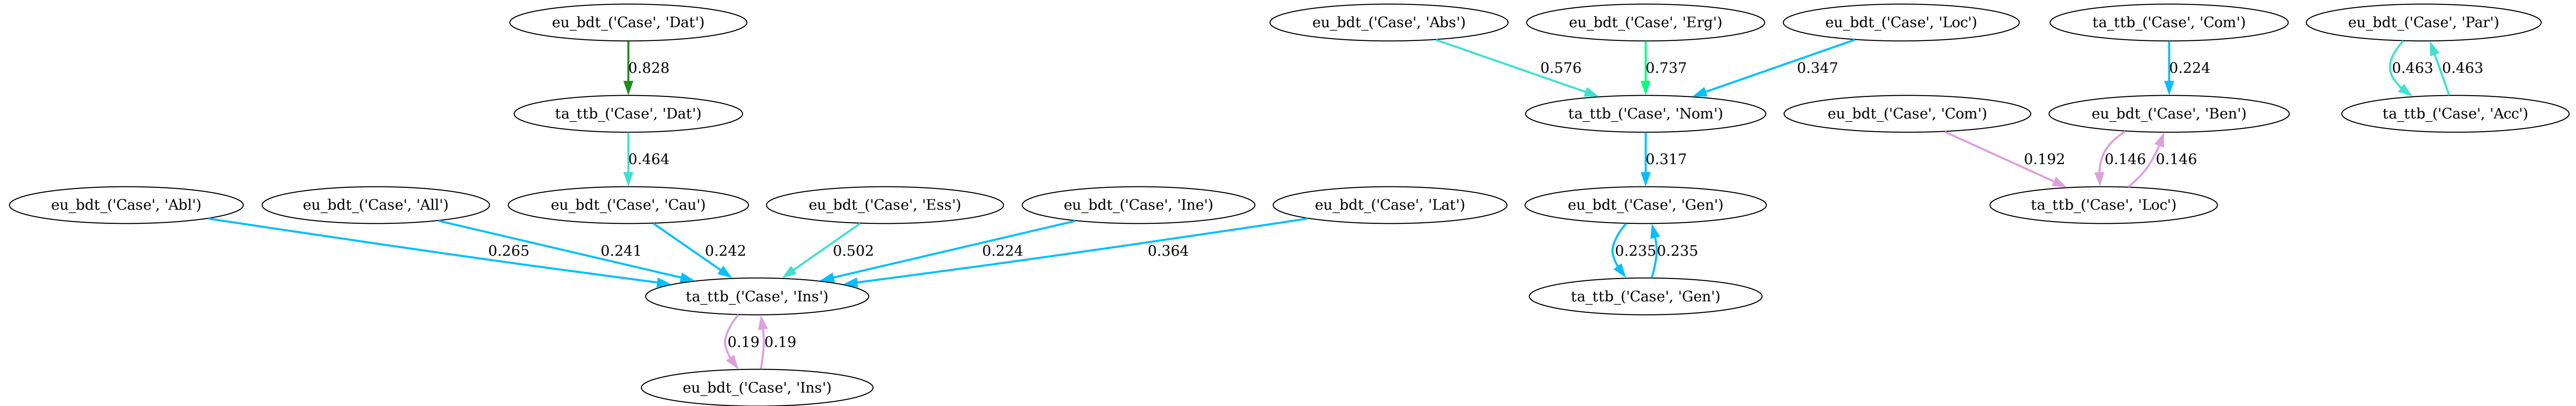 eu_bdt_('Case', 'Dat')
eu_bdt_('Case', 'Abs')
eu_bdt_('Case', 'Erg')
eu_bdt_('Case', 'Loc')
ta_ttb_('Case', 'Com')
eu_bdt_('Case', 'Par')
0.828
0.576
0.737
0.347
0.224
0.463
0.463
ta_ttb_('Case', 'Dat')
ta_ttb_('Case', 'Nom')
eu_bdt_('Case', 'Com')
eu_bdt_('Case', 'Ben')
ta_ttb_('Case', 'Acc')
0.464
0.317
0.192
0.146
0.146
eu_bdt_('Case', 'Abl')
eu_bdt_('Case', 'All')
eu_bdt_('Case', 'Cau')
eu_bdt_('Case', 'Ess')
eu_bdt_('Case', 'Ine')
eu_bdt_('Case', 'Lat')
eu_bdt_('Case', 'Gen')
ta_ttb_('Case', 'Loc')
0.265
0.241
0.242
0.502
0.224
0.364
0.235
0.235
ta_ttb_('Case', 'Ins')
ta_ttb_('Case', 'Gen')
0.19
0.19
eu_bdt_('Case', 'Ins')